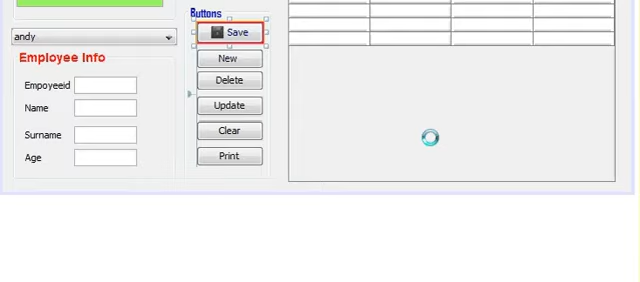 Buttons
Save
andy
Employee Info
New
Empoyeeid
Delete
Name
Update
Surname
Clear
Age
Print